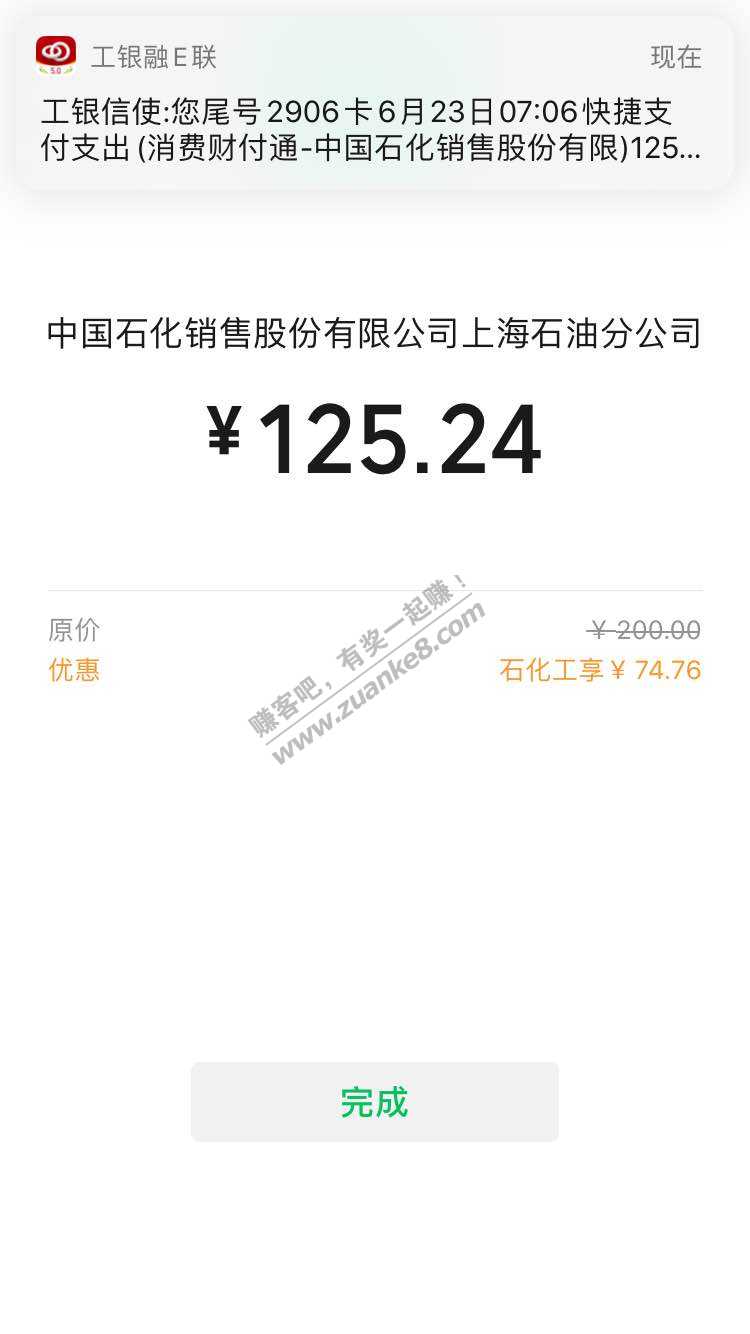 工银融E联
现在
工银信使:您尾号2906卡6月23日07:06快捷支
付支出(消费财付通-中国石化销售股份有限)125...
中国石化销售股份有限公司上海石油分公司
¥125.24
原价
¥ 200.00
优惠
石化工享¥ 74.76
赚客吧，有奖一起赚！
www.zuanke8.com
完成
5.0